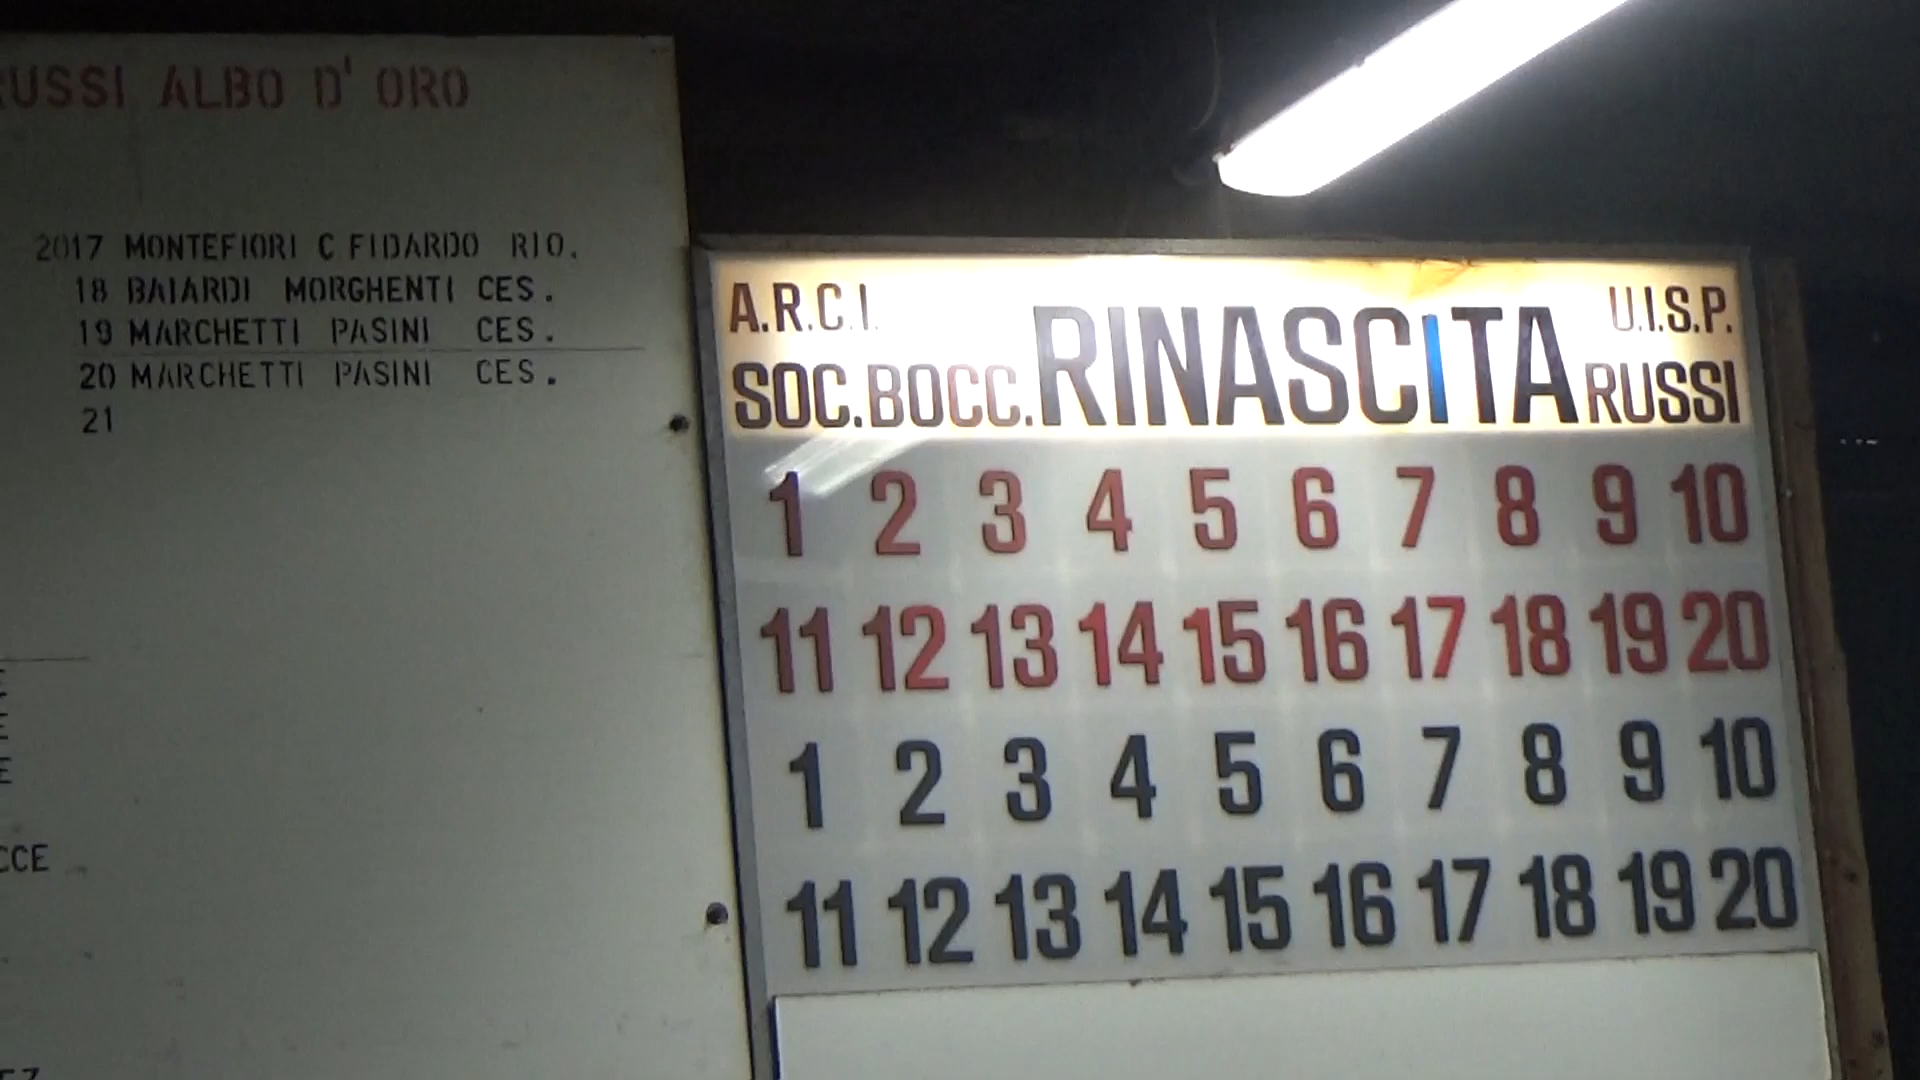 RUSSI ALBO D' ORO
2017 MONTEFIORI C FIDARDO RIO.
18 BAIARDI MORGHENTI CES.
19 MARCHETTI PASINI CES.
20 MARCHETTI PASINI CES.
21
A.R.C.I. U.I.S.P.
SOC. BOCC. RINASCITA RUSSI
1 2 3 4 5 6 7 8 9 10
11 12 13 14 15 16 17 18 19 20
1 2 3 4 5 6 7 8 9 10
11 12 13 14 15 16 17 18 19 20